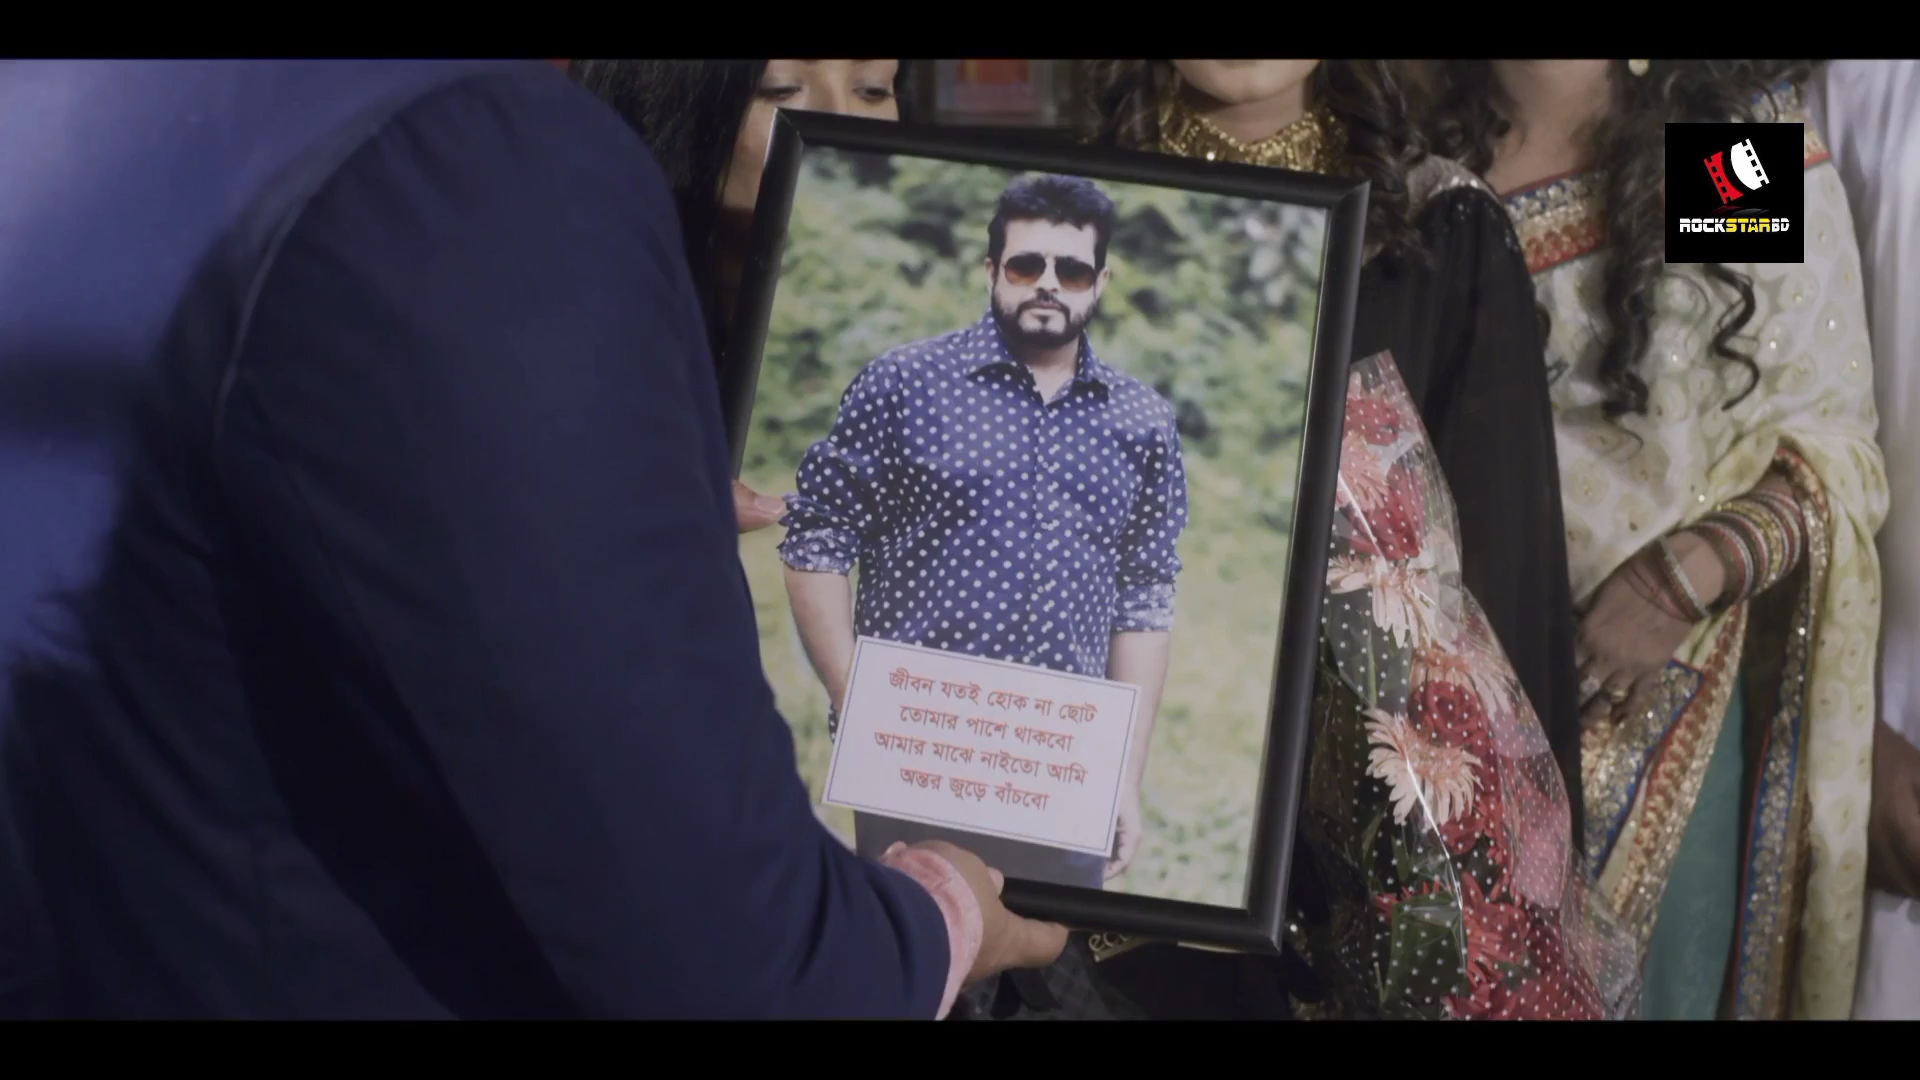 ROCKSTARBD
জীবন যতই হোক না ছোট
তোমার পাশে থাকবো
আমার মাঝে নাইতো আমি
অন্তর জুড়ে বাঁচবো